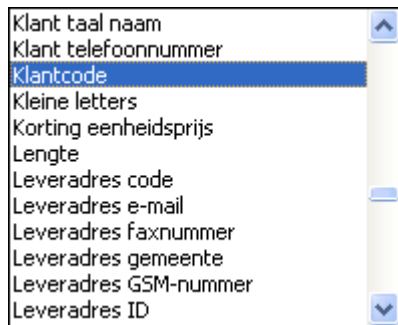 Klant taal naam
Klant telefoonnummer
Klantcode
Kleine letters
Korting eenheidsprijs
Lengte
Leveradres code
Leveradres e-mail
Leveradres faxnummer
Leveradres gemeente
Leveradres GSM-nummer
Leveradres ID